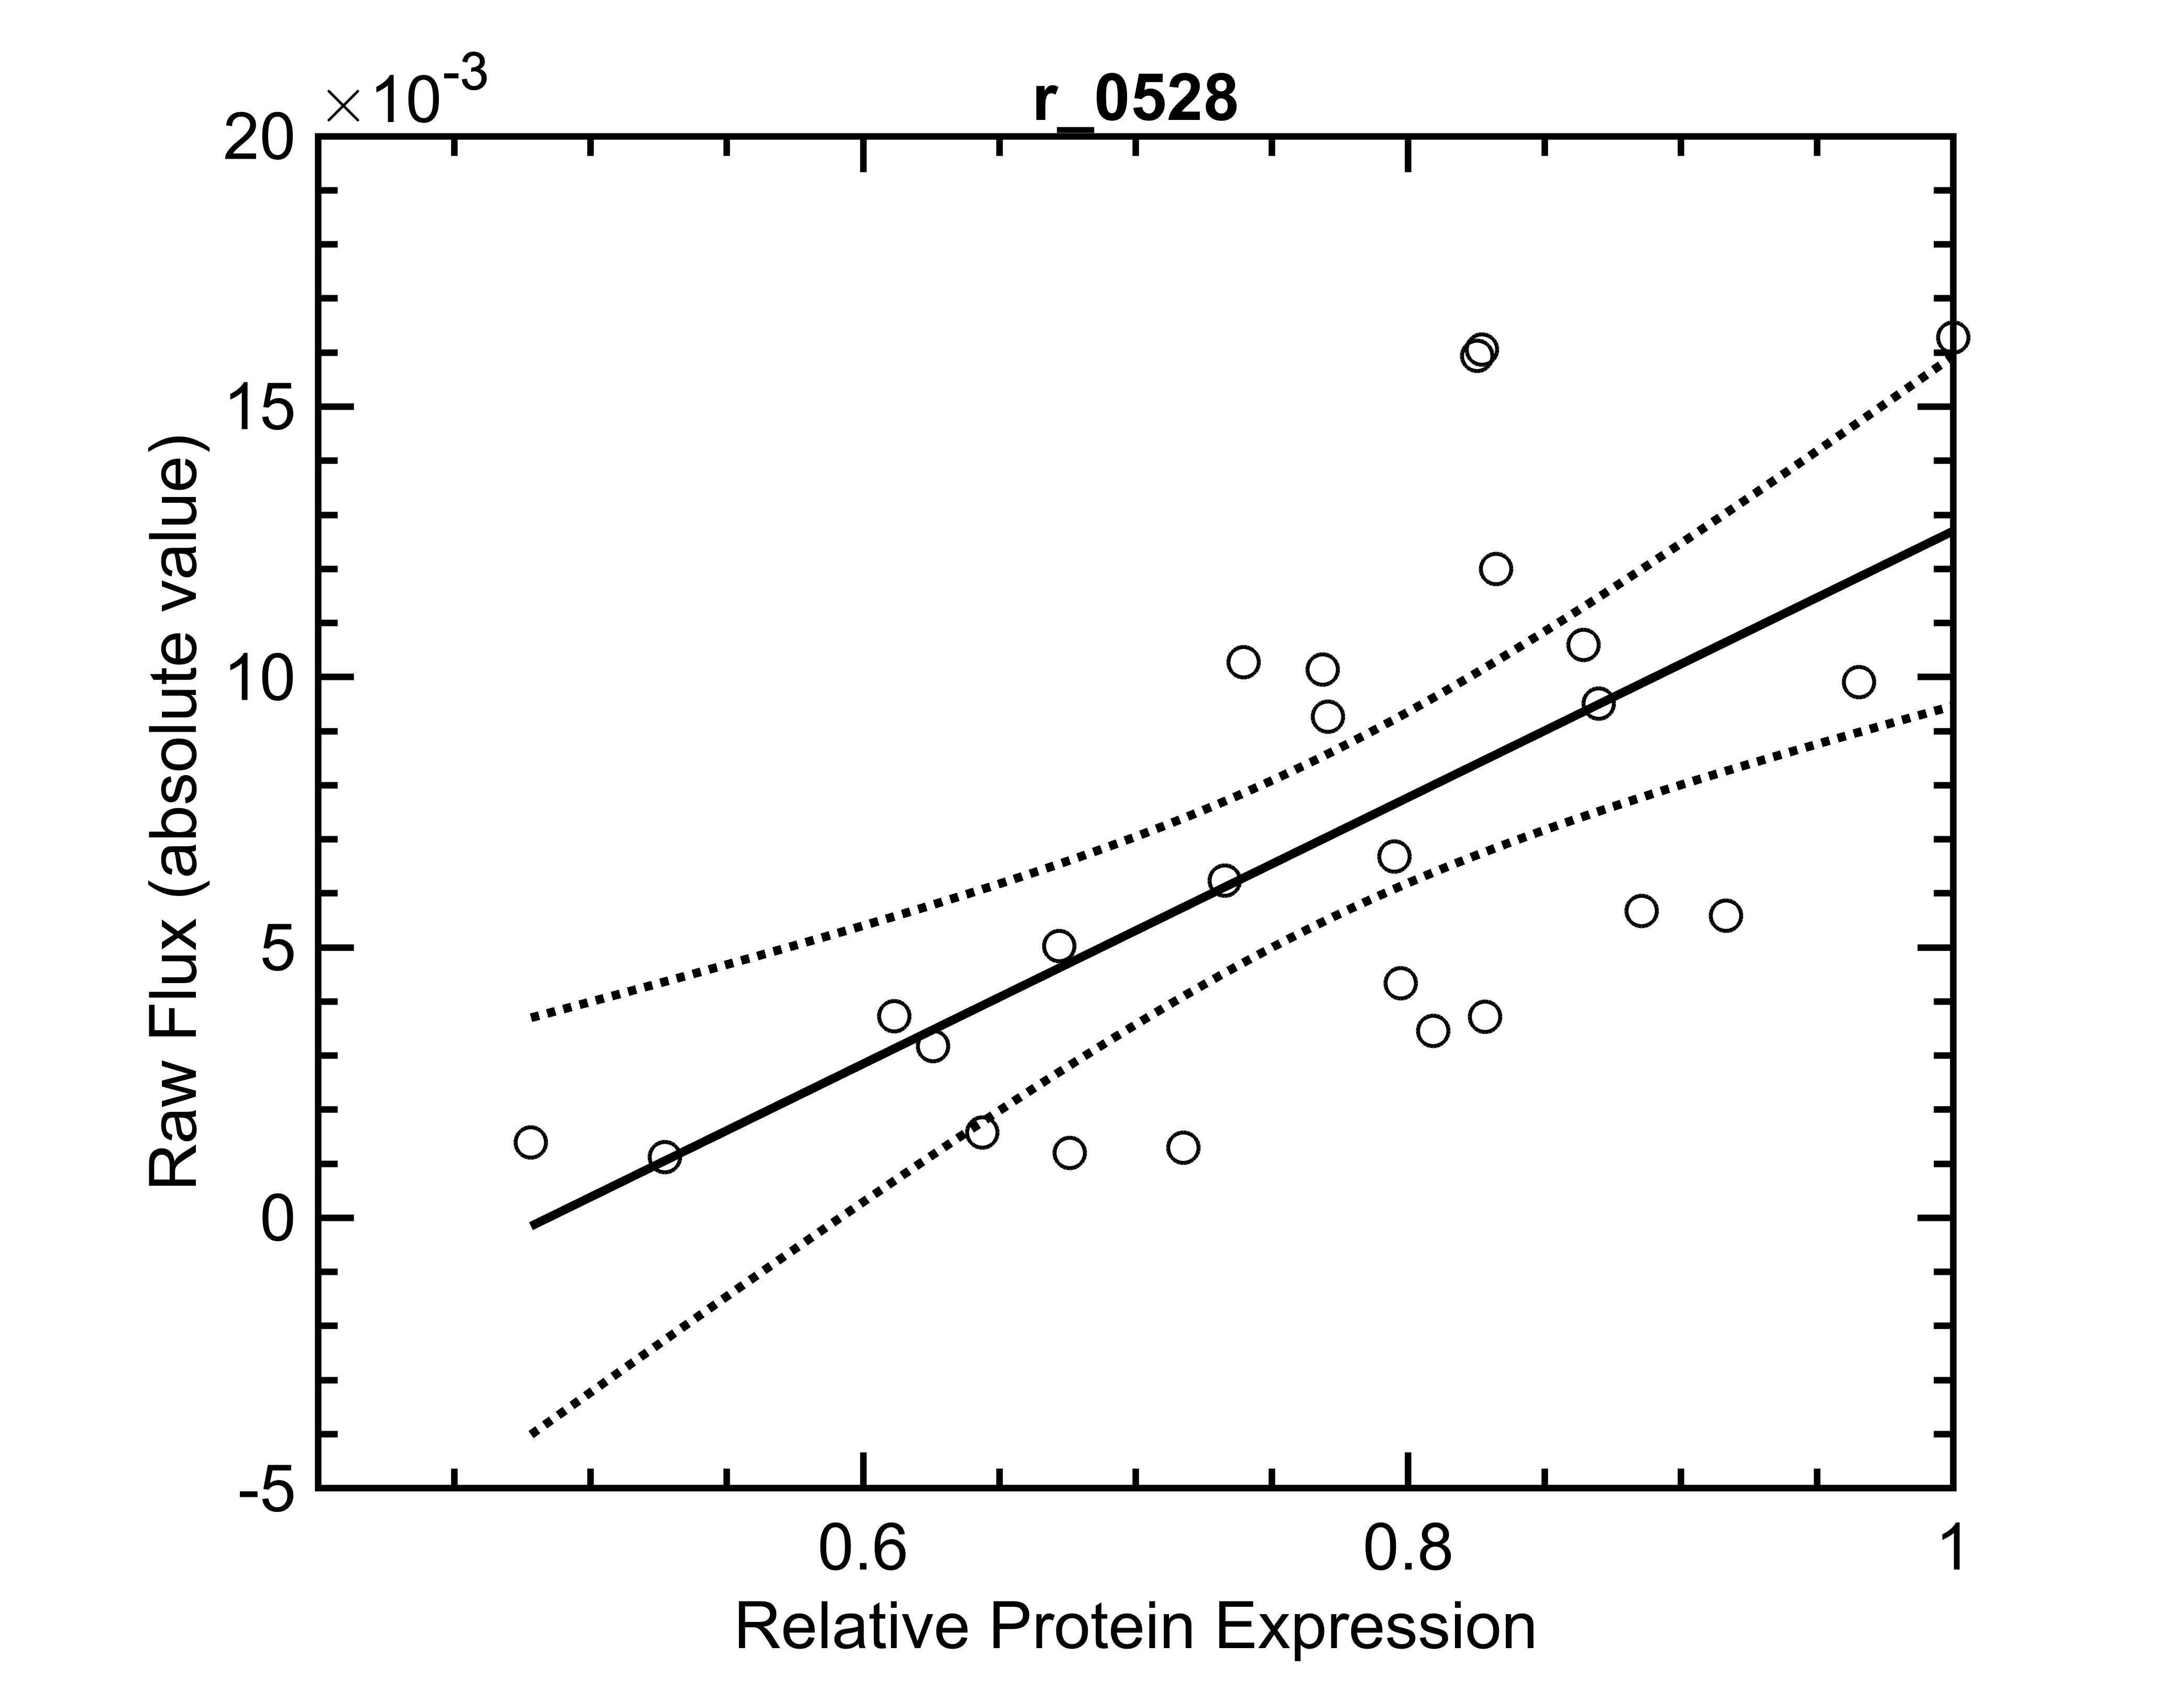 ×10-3
r_0528
20
15
10
5
0
-5
Raw Flux (absolute value)
0.6 0.8 1
Relative Protein Expression